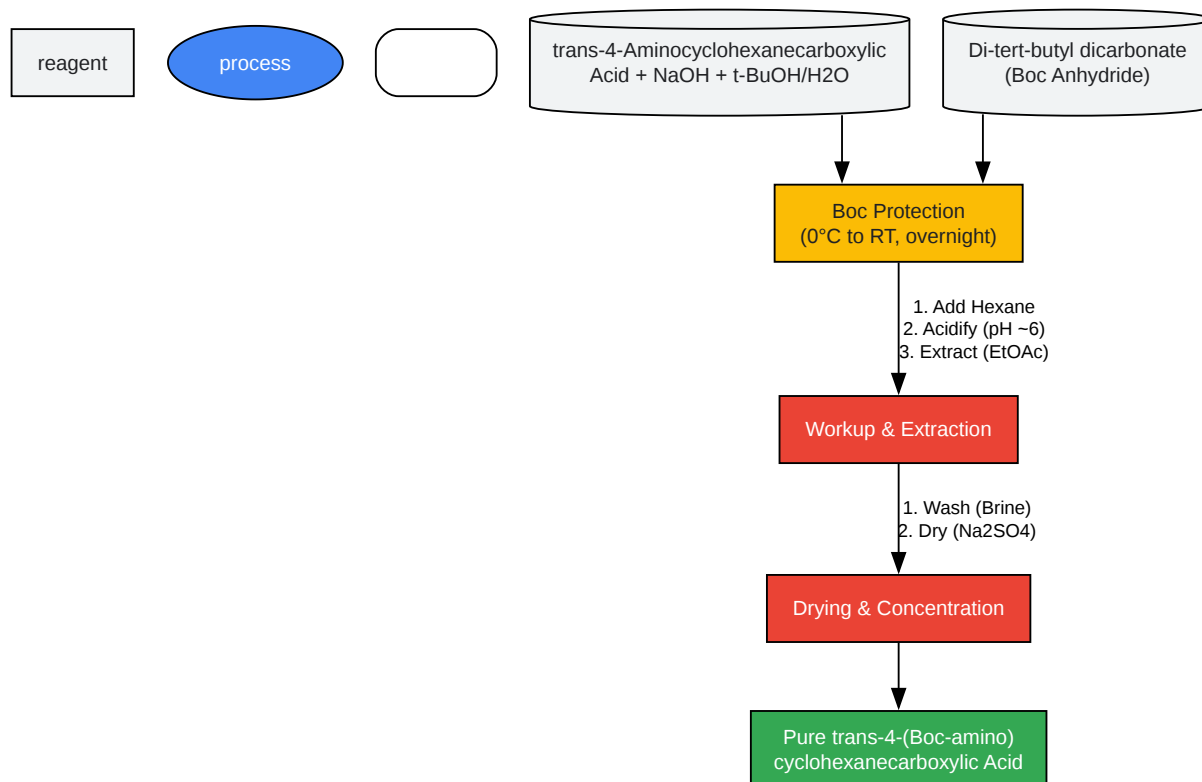 reagent
process
trans-4-Aminocyclohexanecarboxylic
Acid + NaOH + t-BuOH/H2O
Di-tert-butyl dicarbonate
(Boc Anhydride)
Boc Protection
(0°C to RT, overnight)
1. Add Hexane
2. Acidify (pH ~6)
3. Extract (EtOAc)
Workup & Extraction
1. Wash (Brine)
2. Dry (Na2SO4)
Drying & Concentration
Pure trans-4-(Boc-amino)
cyclohexanecarboxylic Acid